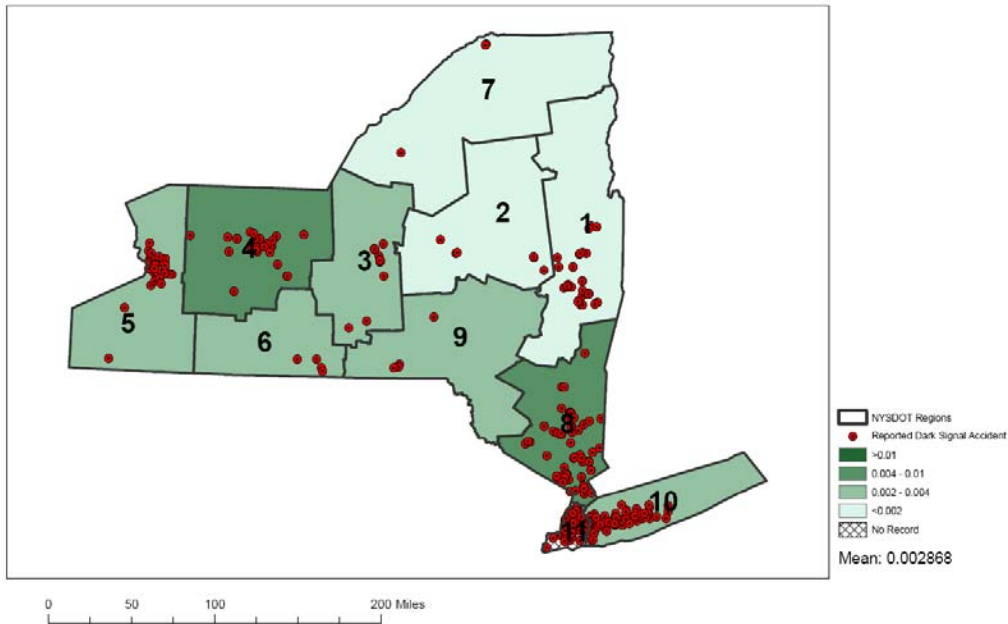 7
2
1
4
3
5
6
9
8
10
11
NYSDOT Regions
Reported Dark Signal Accident
>0.01
0.004 - 0.01
0.002 - 0.004
<0.002
No Record
Mean: 0.002868
0 50 100 200 Miles